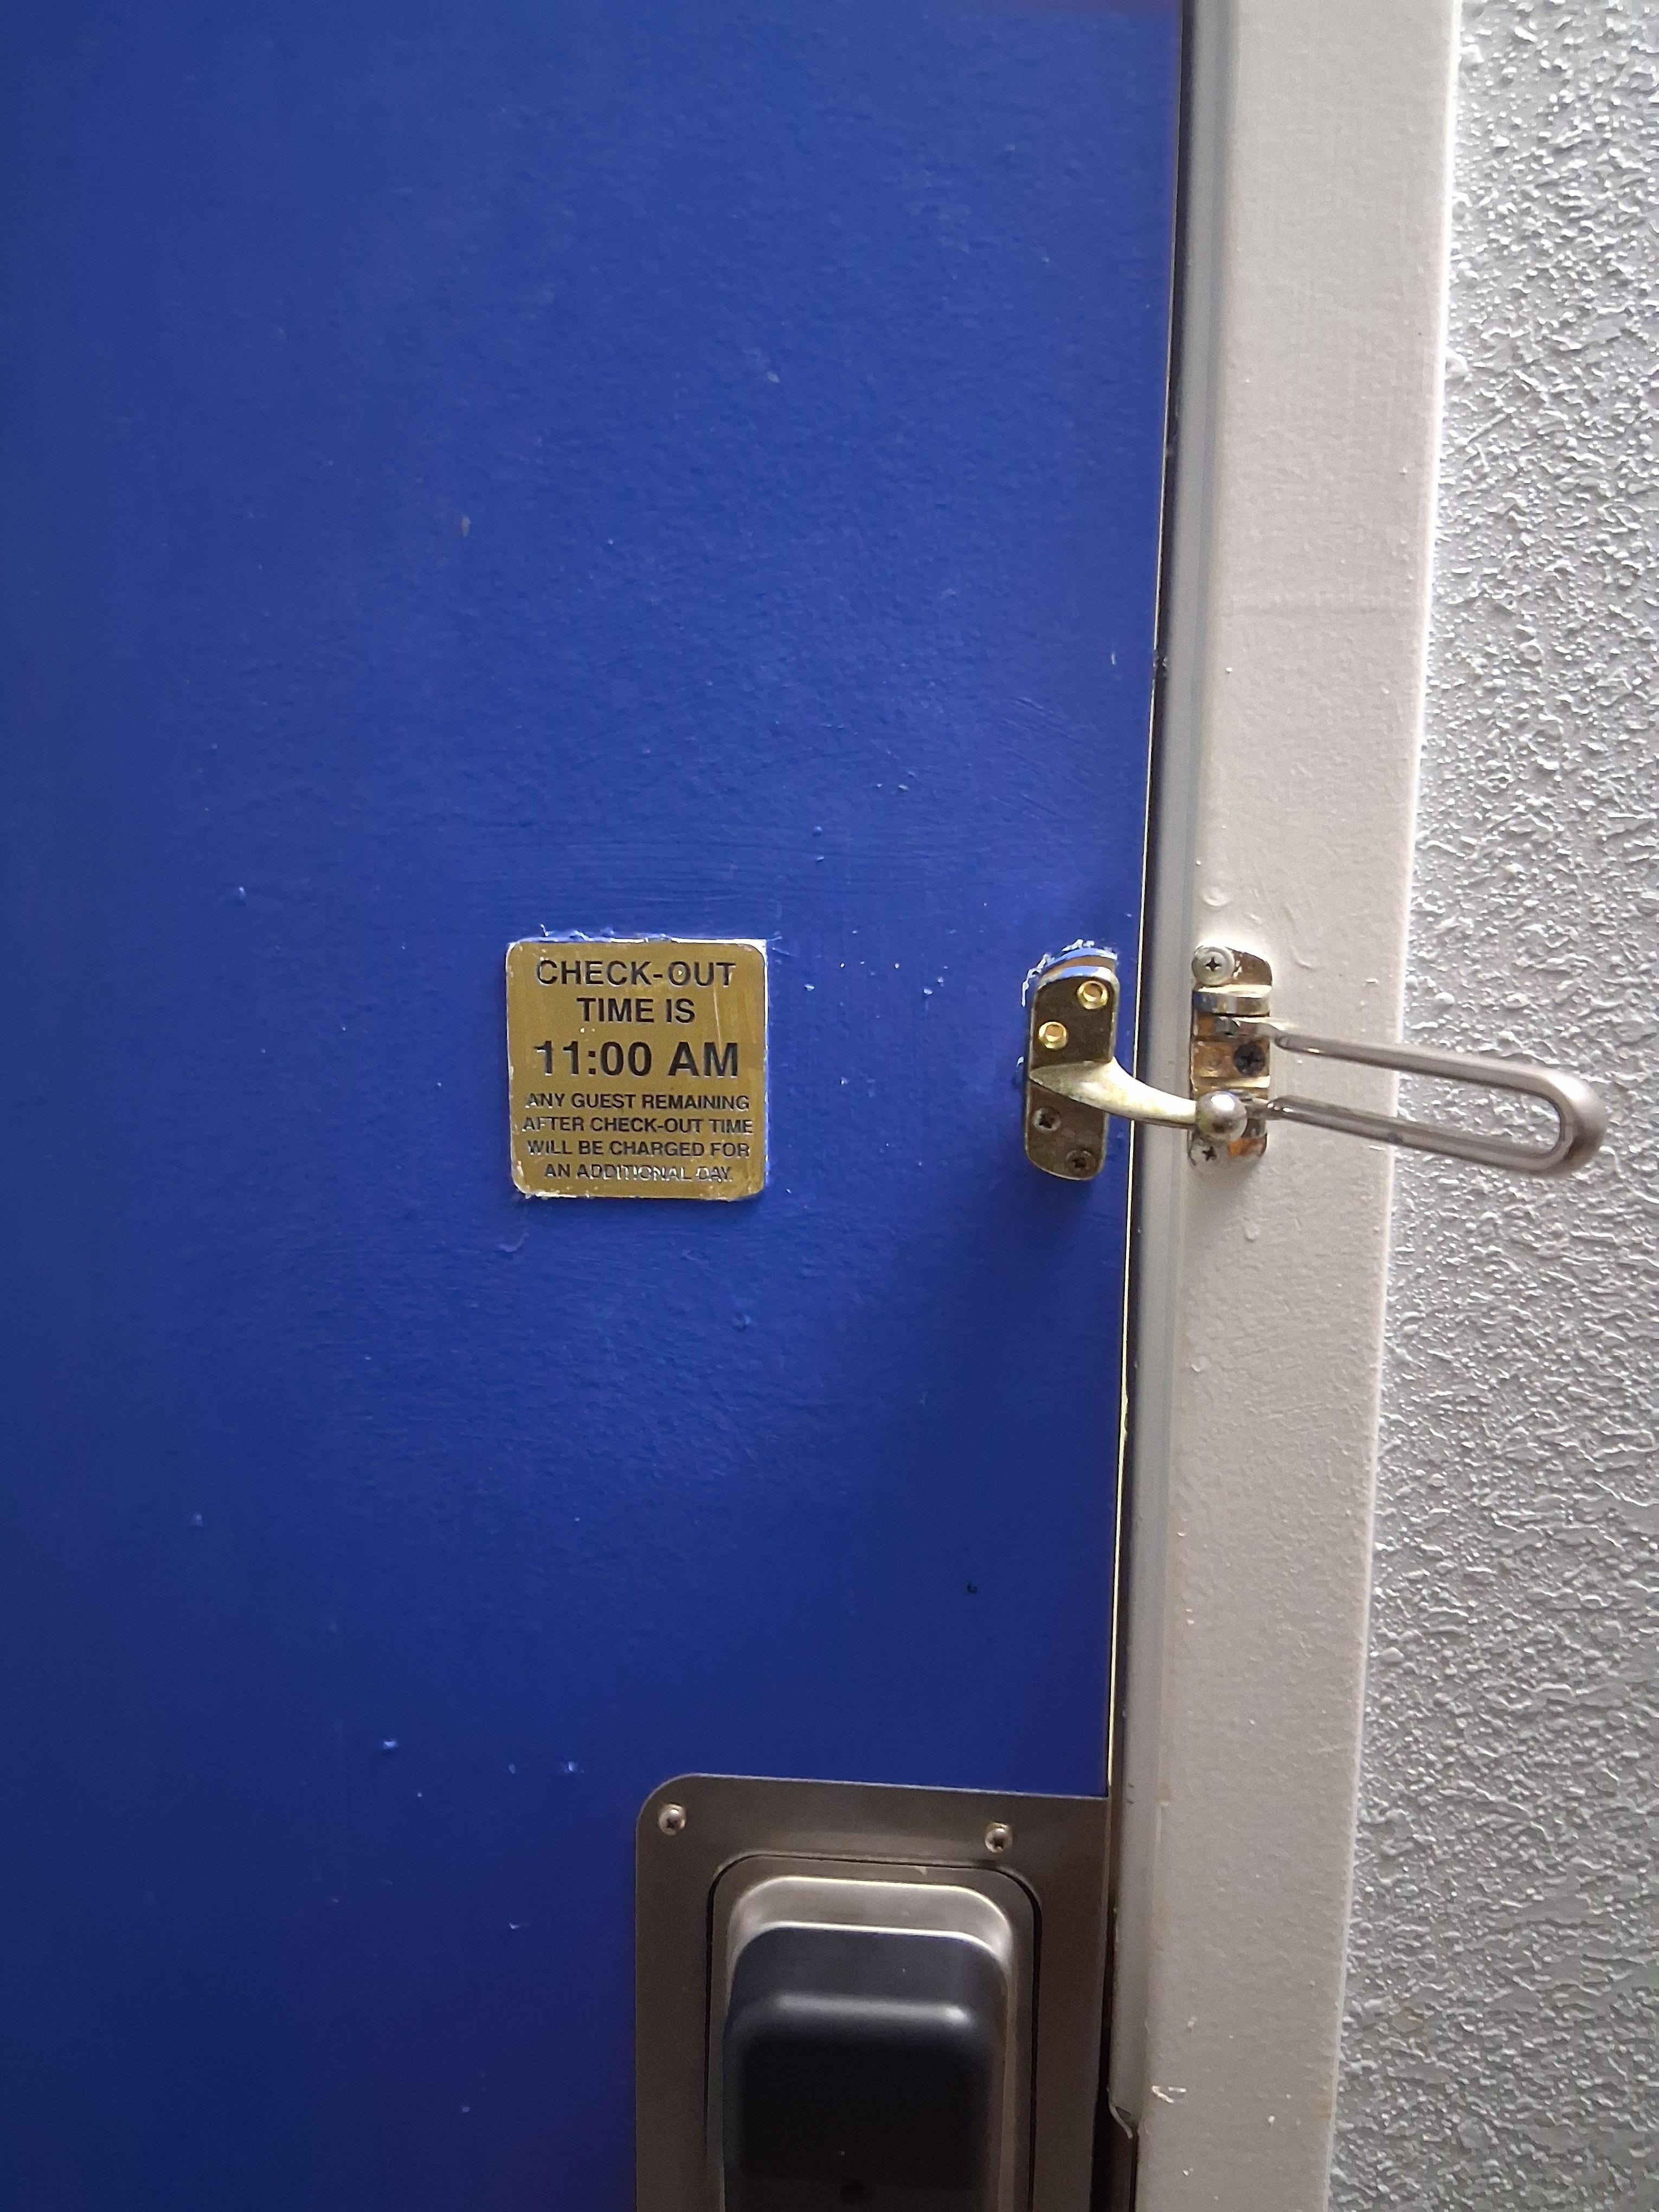 CHECK-OUT
TIME IS
11:00 AM
ANY GUEST REMAINING
AFTER CHECK-OUT TIME
WILL BE CHARGED FOR
AN ADDITIONAL DAY.